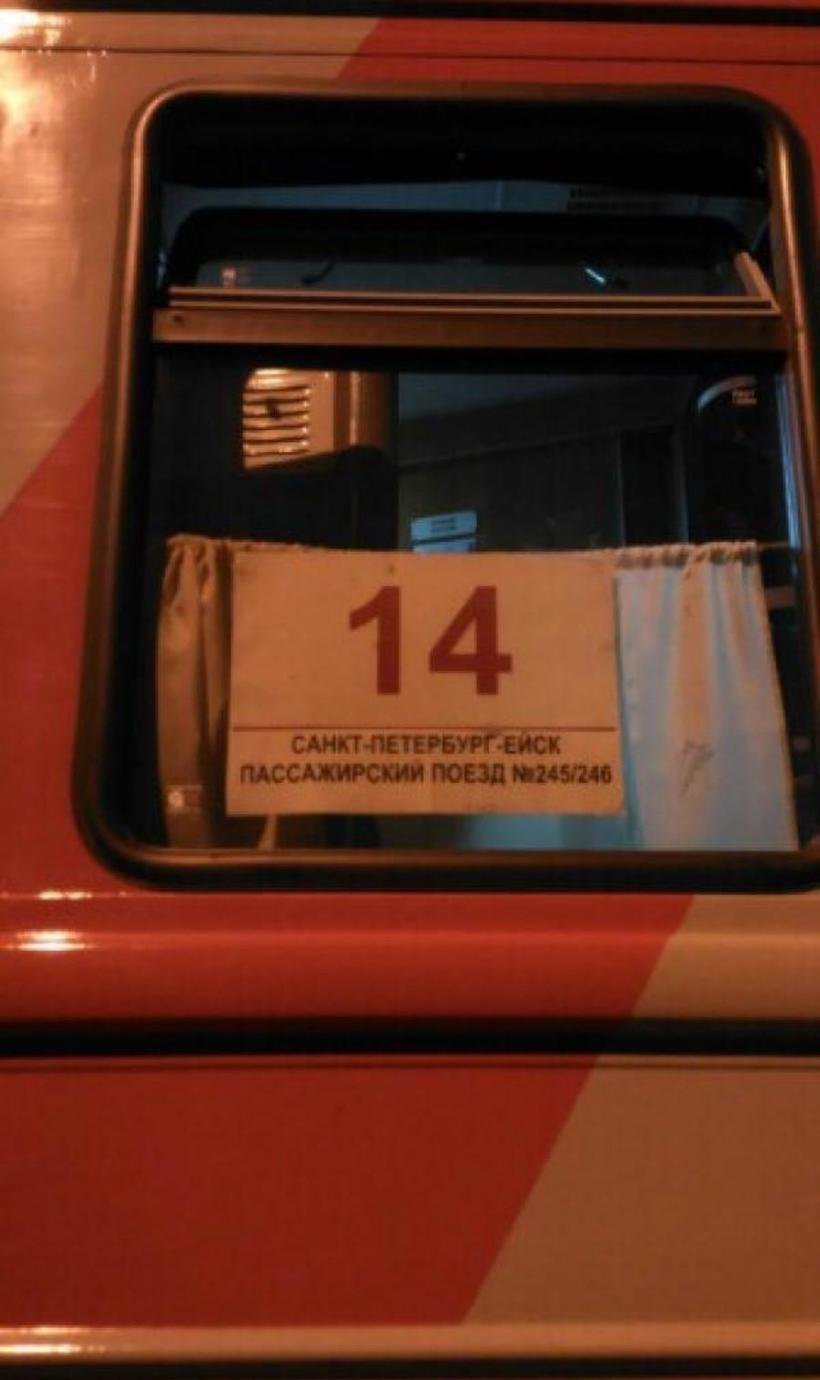 14
САНКТ-ПЕТЕРБУРГ-ЕЙСК
ПАССАЖИРСКИЙ ПОЕЗД №245/246